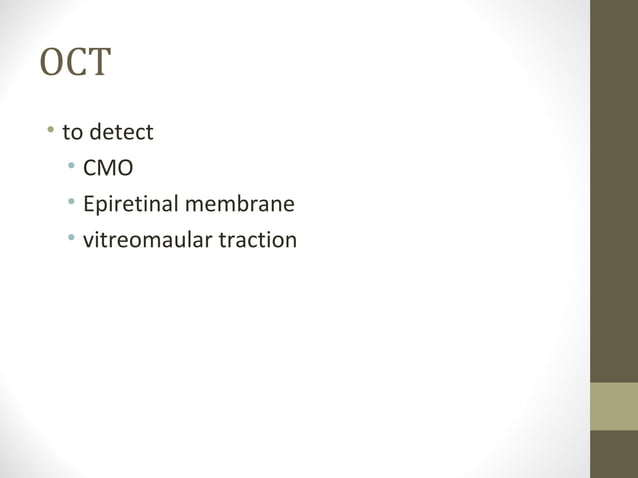 OCT
• to detect
• CMO
• Epiretinal membrane
• vitreomaular traction